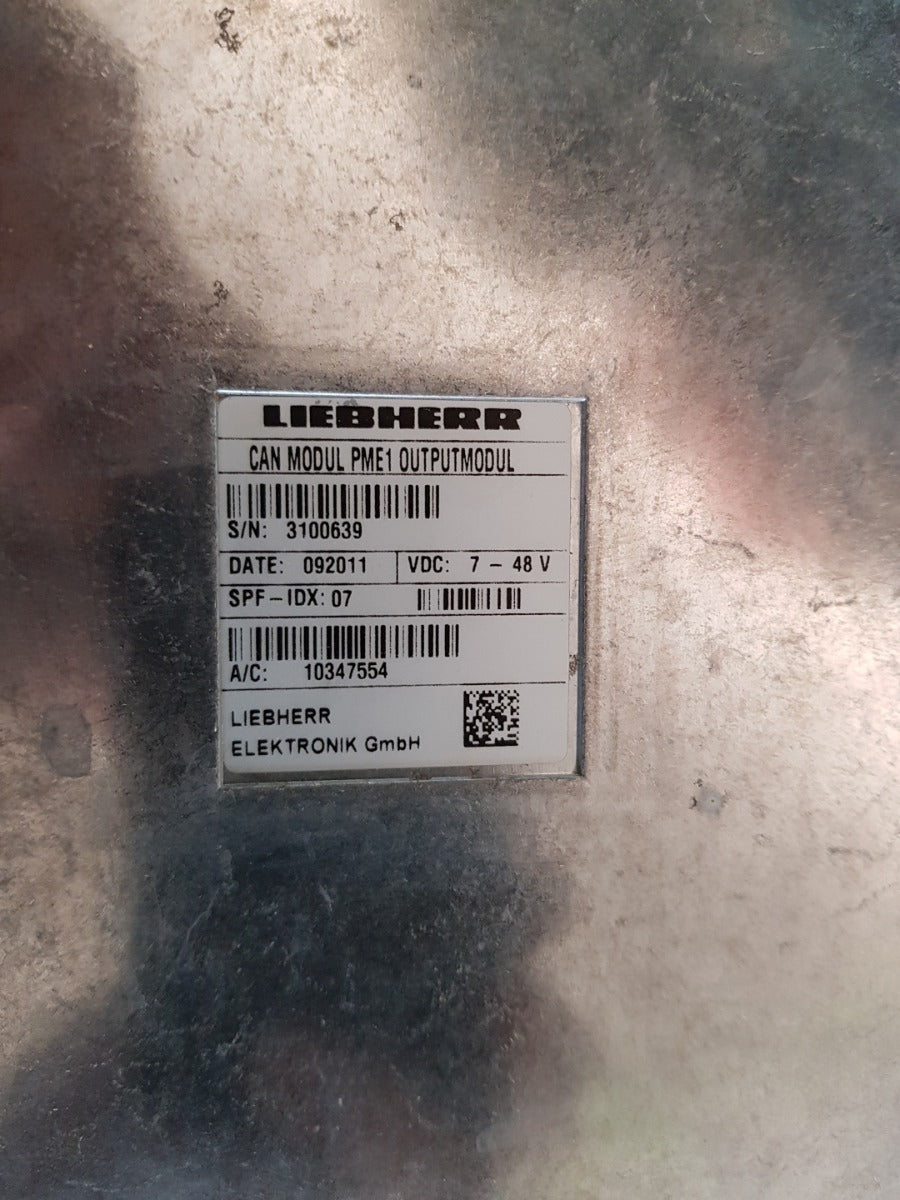 LIEBHERR
CAN MODUL PME1 OUTPUTMODUL
S/N: 3100639
DATE: 092011 VDC: 7 – 48 V
SPF–IDX: 07
A/C: 10347554
LIEBHERR
ELEKTRONIK GmbH